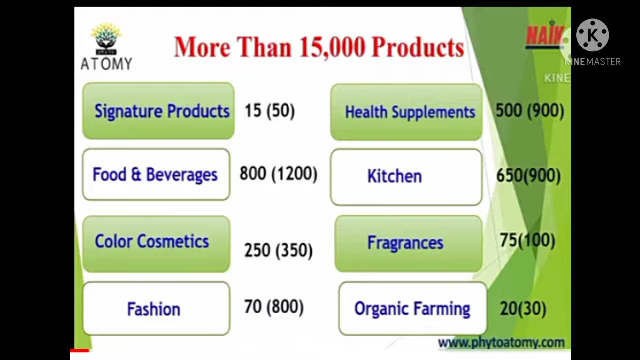 ATOMY
More Than 15,000 Products
NAIK
KINEMASTER
KINE
Signature Products 15 (50)
Health Supplements 500 (900)
Food & Beverages 800 (1200)
Kitchen 650(900)
Color Cosmetics 250 (350)
Fragrances 75(100)
Fashion 70 (800)
Organic Farming 20(30)
www.phytoatomy.com